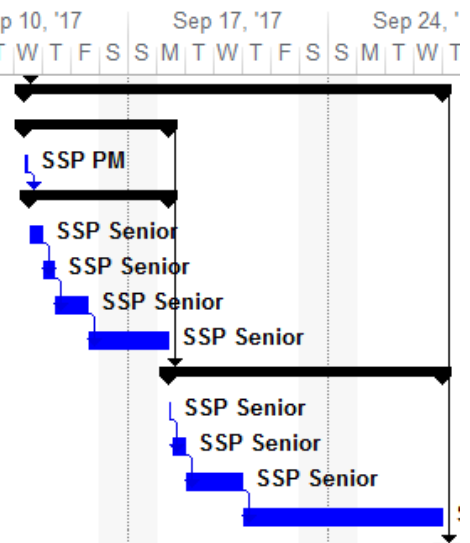 p 10, '17 Sep 17, '17 Sep 24, '
T W T F S S M T W T F S S M T W T
SSP PM
SSP Senior
SSP Senior
SSP Senior
SSP Senior
SSP Senior
SSP Senior
SSP Senior
S